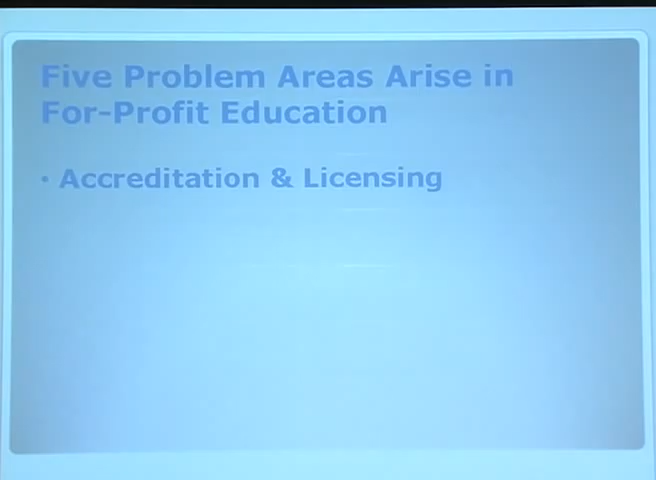 Five Problem Areas Arise in
For-Profit Education
• Accreditation & Licensing